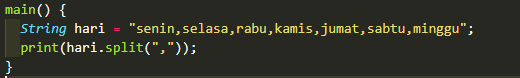 main() {
  String hari = "senin,selasa,rabu,kamis,jumat,sabtu,minggu";
  print(hari.split(","));
}